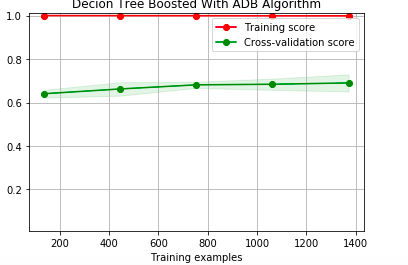 Decion Tree Boosted With ADB Algorithm
1.0
Training score
Cross-validation score
0.8
0.6
0.4
0.2
200 400 600 800 1000 1200 1400
Training examples